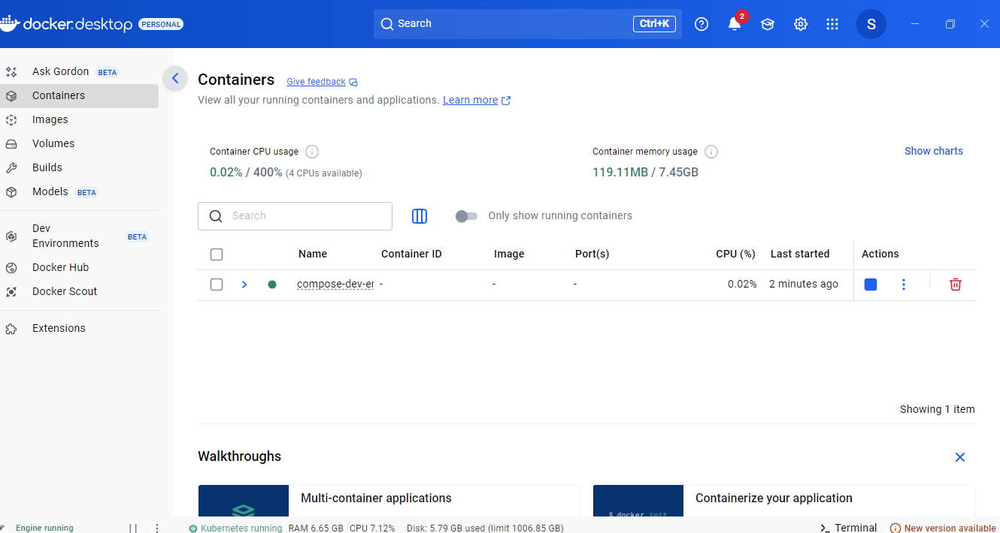 docker.desktop PERSONAL
Search
Ctrl+K
2
S
Ask Gordon BETA
Containers
Images
Volumes
Builds
Models BETA
Dev
Environments
BETA
Docker Hub
Docker Scout
Extensions
Containers Give feedback
View all your running containers and applications. Learn more
Container CPU usage
0.02% / 400% (4 CPUs available)
Container memory usage
119.11MB / 7.45GB
Show charts
Search
Only show running containers
Name Container ID Image Port(s) CPU (%) Last started Actions
compose-dev-er - - - 0.02% 2 minutes ago
Showing 1 item
Walkthroughs
Multi-container applications
$ docker init
Containerize your application
Engine running
Kubernetes running RAM 6.65 GB CPU 7.12% Disk: 5.79 GB used (limit 1006.85 GB)
Terminal
New version available